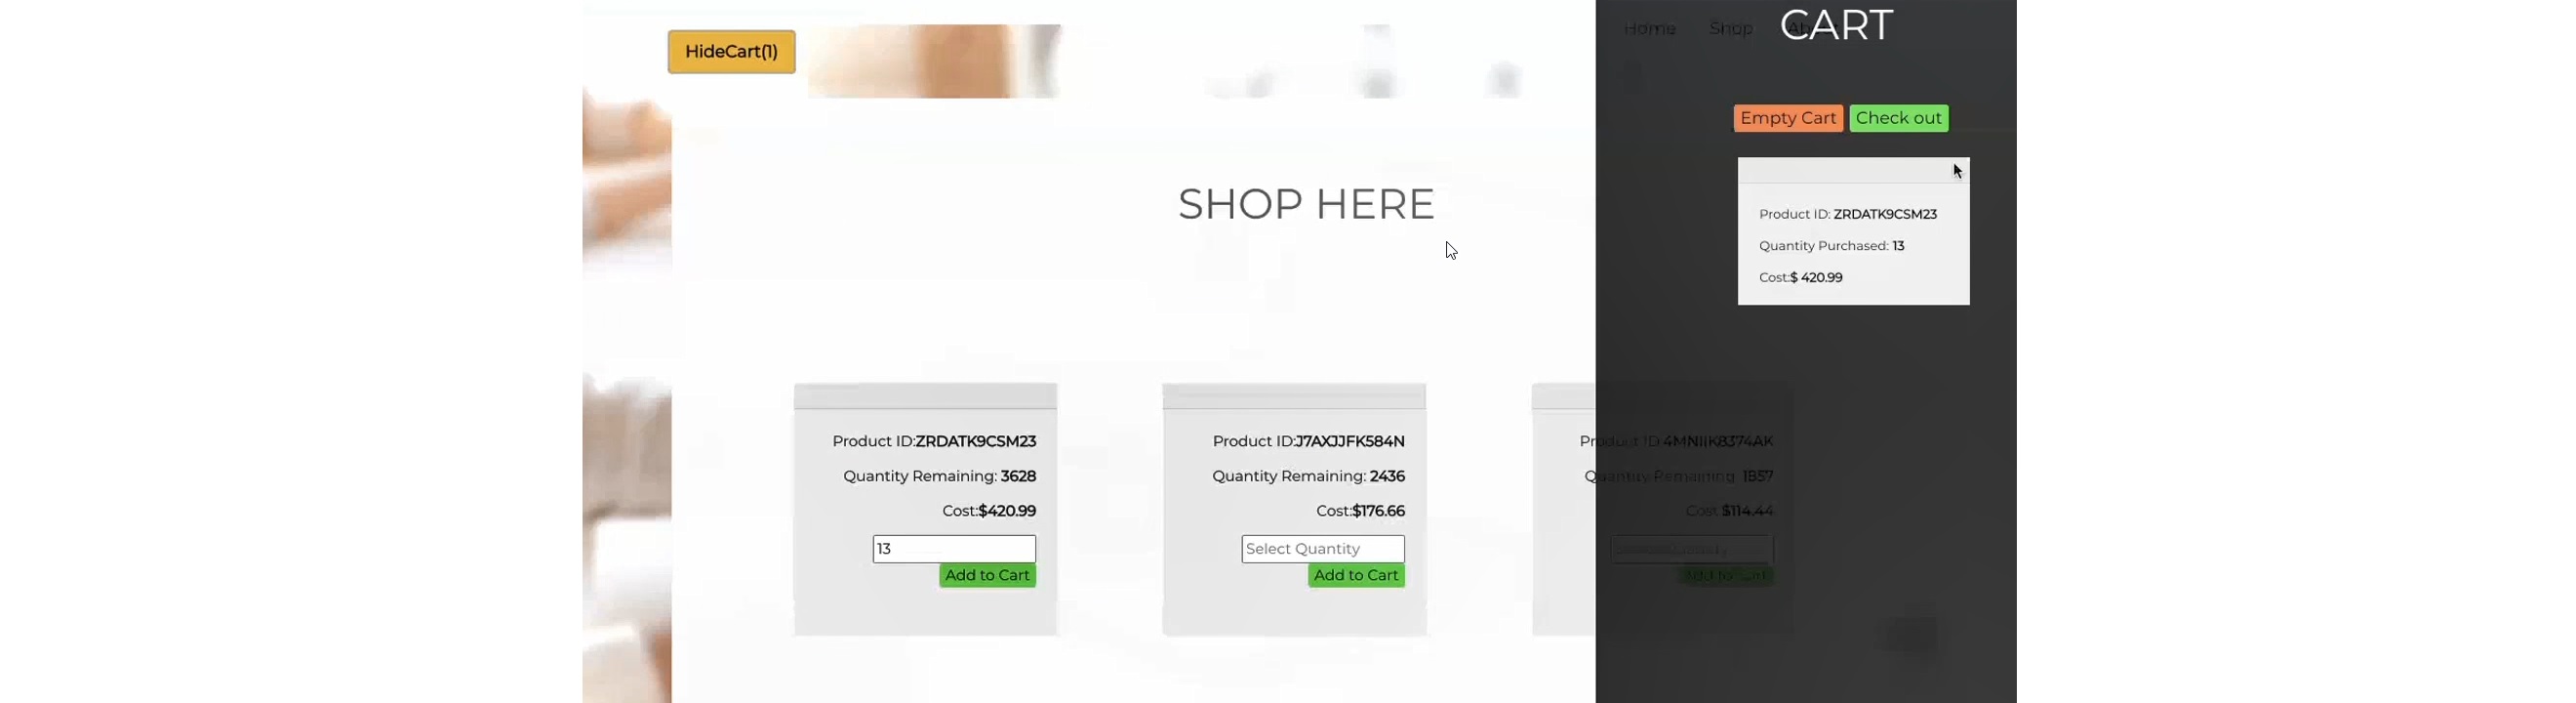 HideCart(1)
Home Shop
CART
Empty Cart Check out
Product ID: ZRDATK9CSM23
Quantity Purchased: 13
Cost:$ 420.99
SHOP HERE
Product ID:ZRDATK9CSM23
Quantity Remaining: 3628
Cost:$420.99
13
Add to Cart
Product ID:J7AXJJFK584N
Quantity Remaining: 2436
Cost:$176.66
Select Quantity
Add to Cart
Product ID
Quantity Remaining
Cost $114.44
Add to Cart